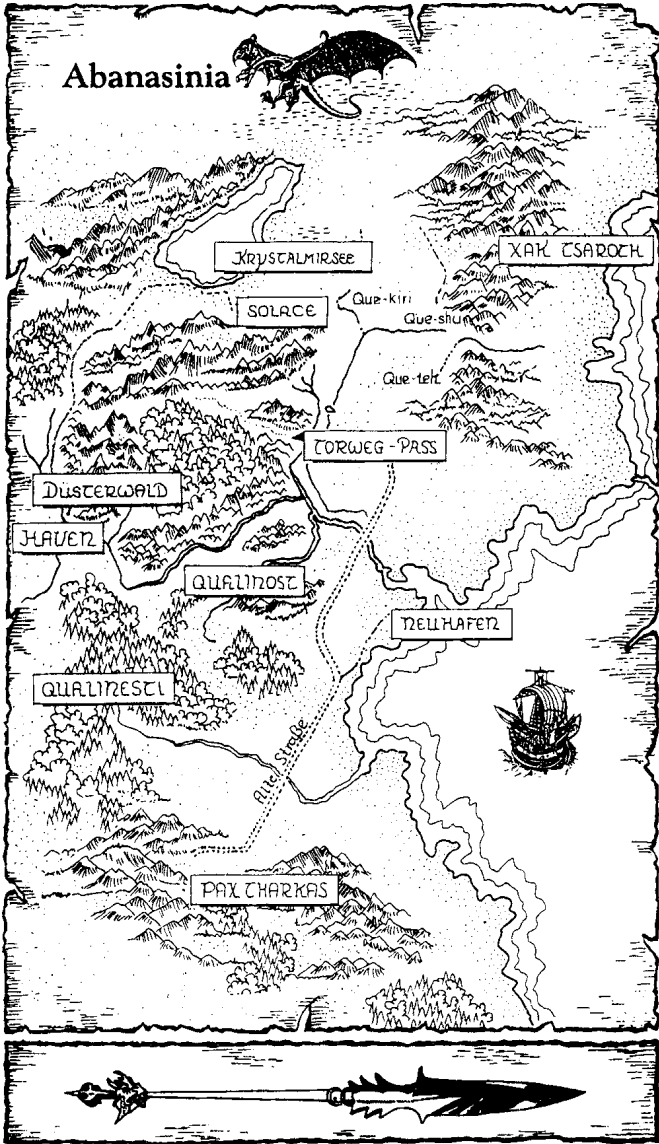 Abanasinia
KRYSTALMIRSEE
XAK TSAROTH
SOLACE
Que-kiri
Que-shu
Que-teh
TORWEG-PASS
DÜSTERWALD
HAVEN
QUALINOST
NEUHAFEN
QUALINESTI
Alte Straße
PAX THARKAS